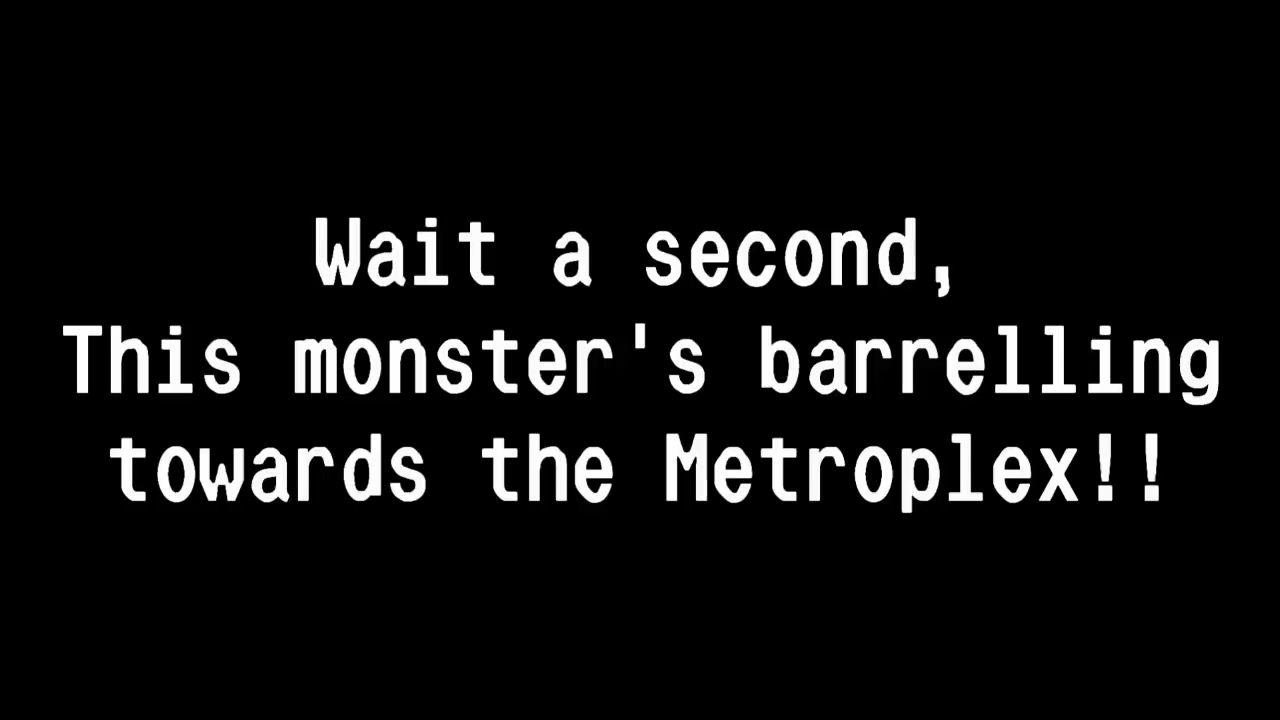 Wait a second,
This monster's barrelling
towards the Metroplex!!